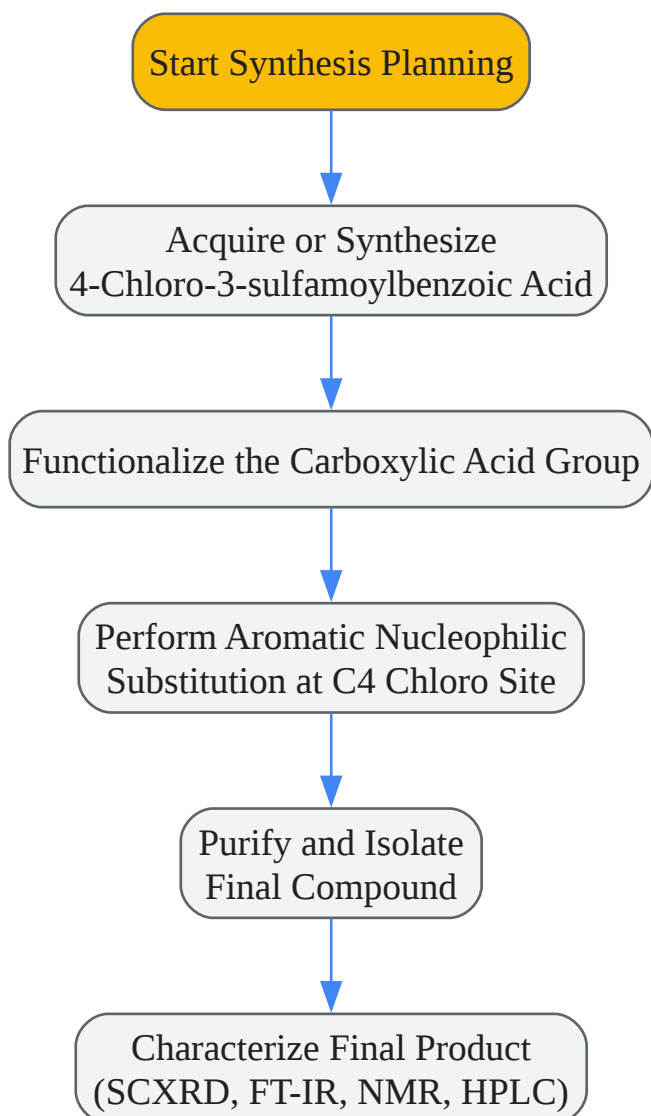 Start Synthesis Planning
Acquire or Synthesize
4-Chloro-3-sulfamoylbenzoic Acid
Functionalize the Carboxylic Acid Group
Perform Aromatic Nucleophilic
Substitution at C4 Chloro Site
Purify and Isolate
Final Compound
Characterize Final Product
(SCXRD, FT-IR, NMR, HPLC)